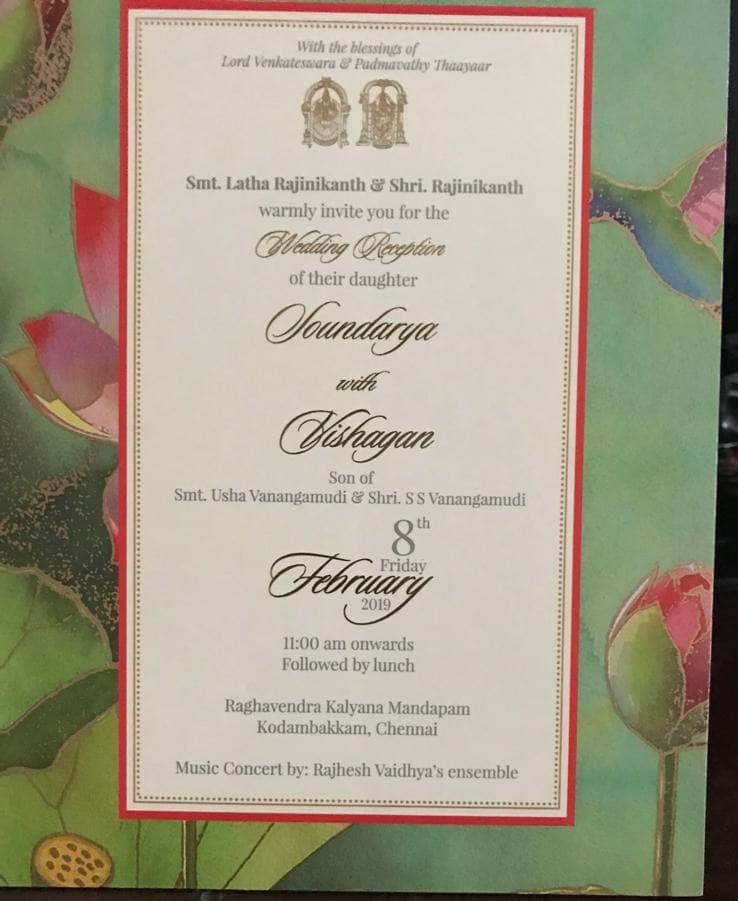 With the blessings of
Lord Venkateswara & Padmavathy Thaayaar
Smt. Latha Rajinikanth & Shri. Rajinikanth
warmly invite you for the
Wedding Reception
of their daughter
Soundarya
with
Vishagan
Son of
Smt. Usha Vanangamudi & Shri. S S Vanangamudi
8th
Friday
February
2019
11:00 am onwards
Followed by lunch
Raghavendra Kalyana Mandapam
Kodambakkam, Chennai
Music Concert by: Rajhesh Vaidhya's ensemble